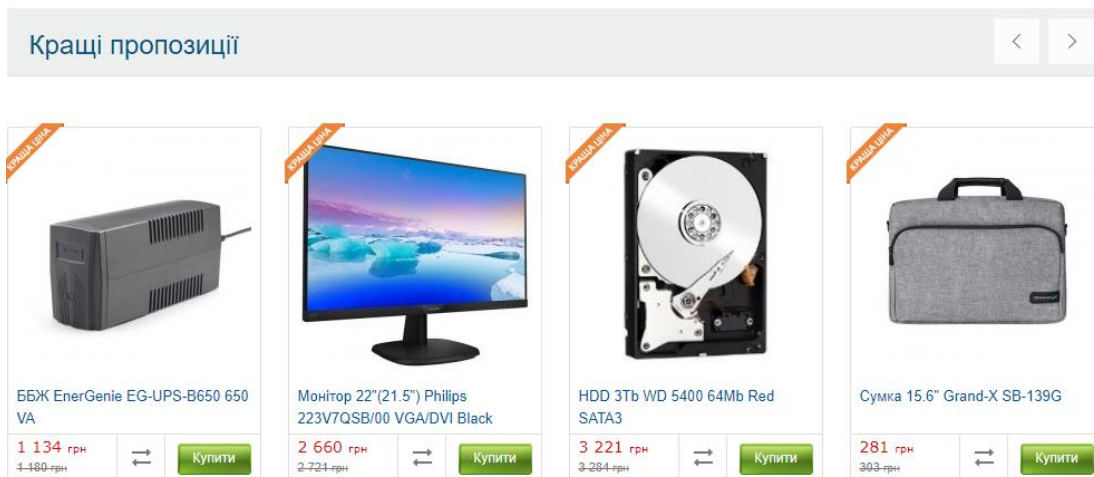 Кращі пропозиції
КРАЩА ЦІНА
КРАЩА ЦІНА
КРАЩА ЦІНА
КРАЩА ЦІНА
ББЖ EnerGenie EG-UPS-B650 650
VA
1 134 грн
1 180 грн
Купити
Монітор 22"(21.5") Philips
223V7QSB/00 VGA/DVI Black
2 660 грн
2 721 грн
Купити
HDD 3Tb WD 5400 64Mb Red
SATA3
3 221 грн
3 284 грн
Купити
Сумка 15.6" Grand-X SB-139G
281 грн
303 грн
Купити